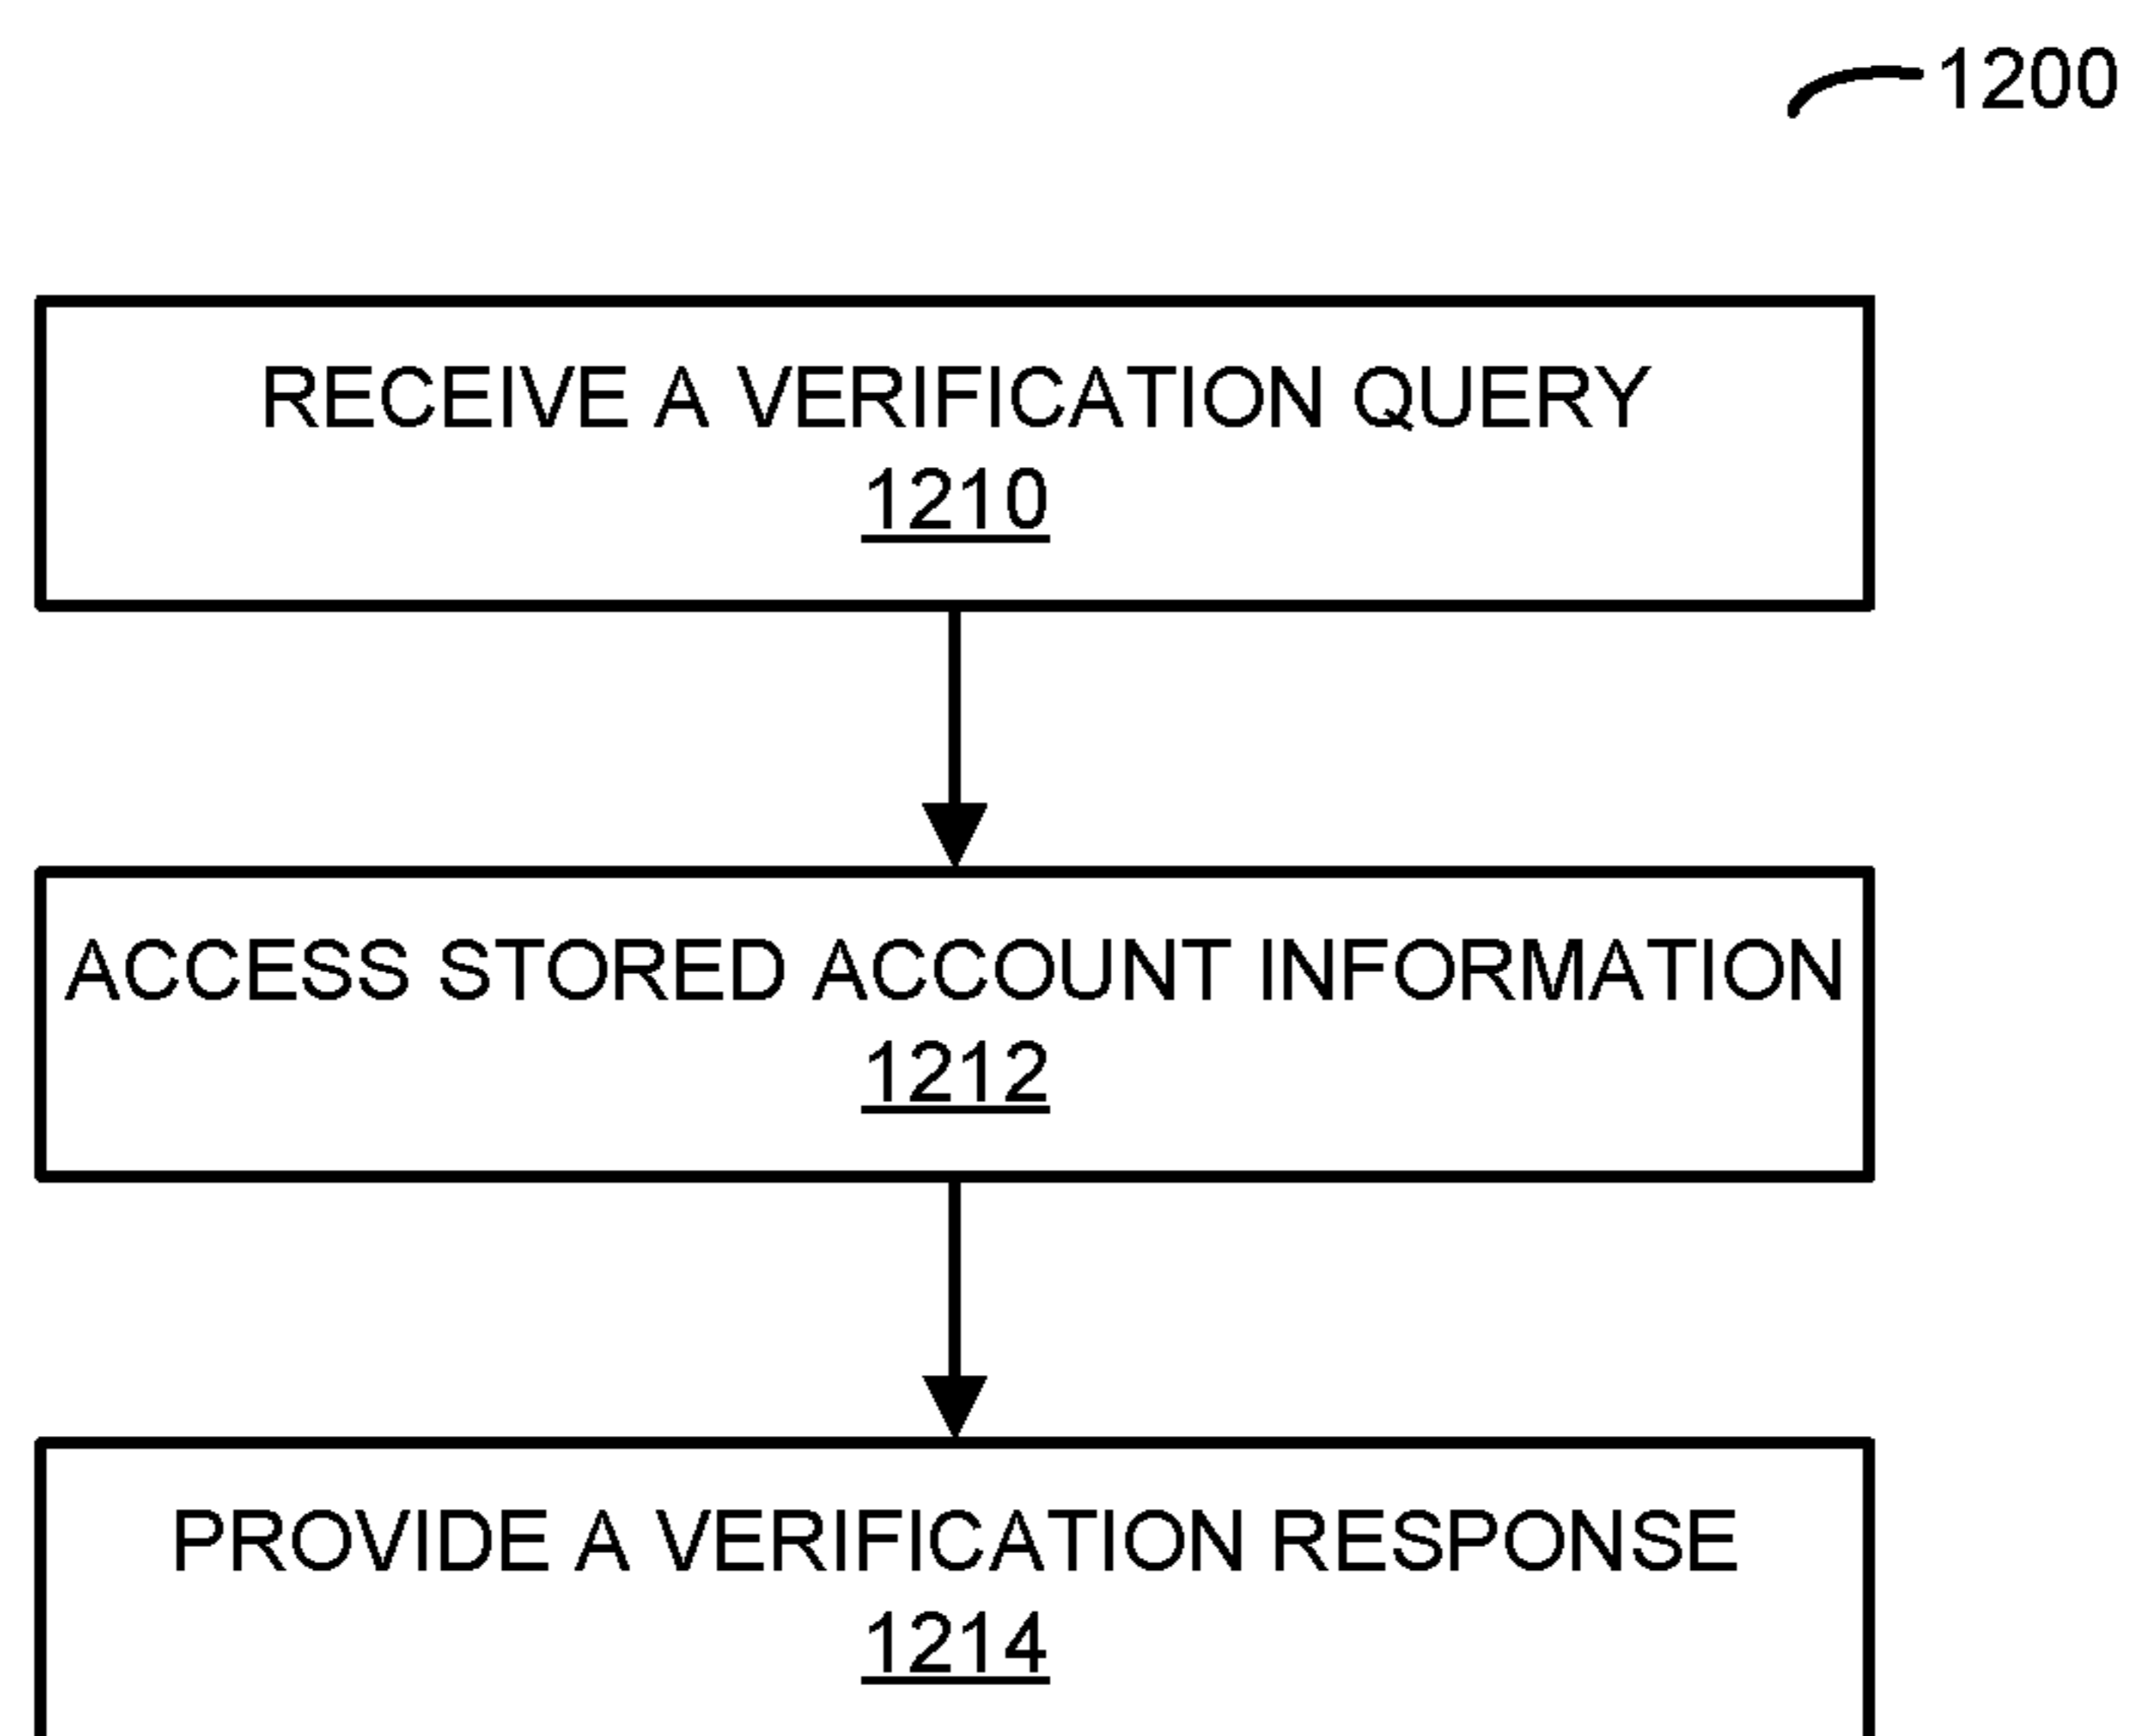 1200
RECEIVE A VERIFICATION QUERY
1210
ACCESS STORED ACCOUNT INFORMATION
1212
PROVIDE A VERIFICATION RESPONSE
1214